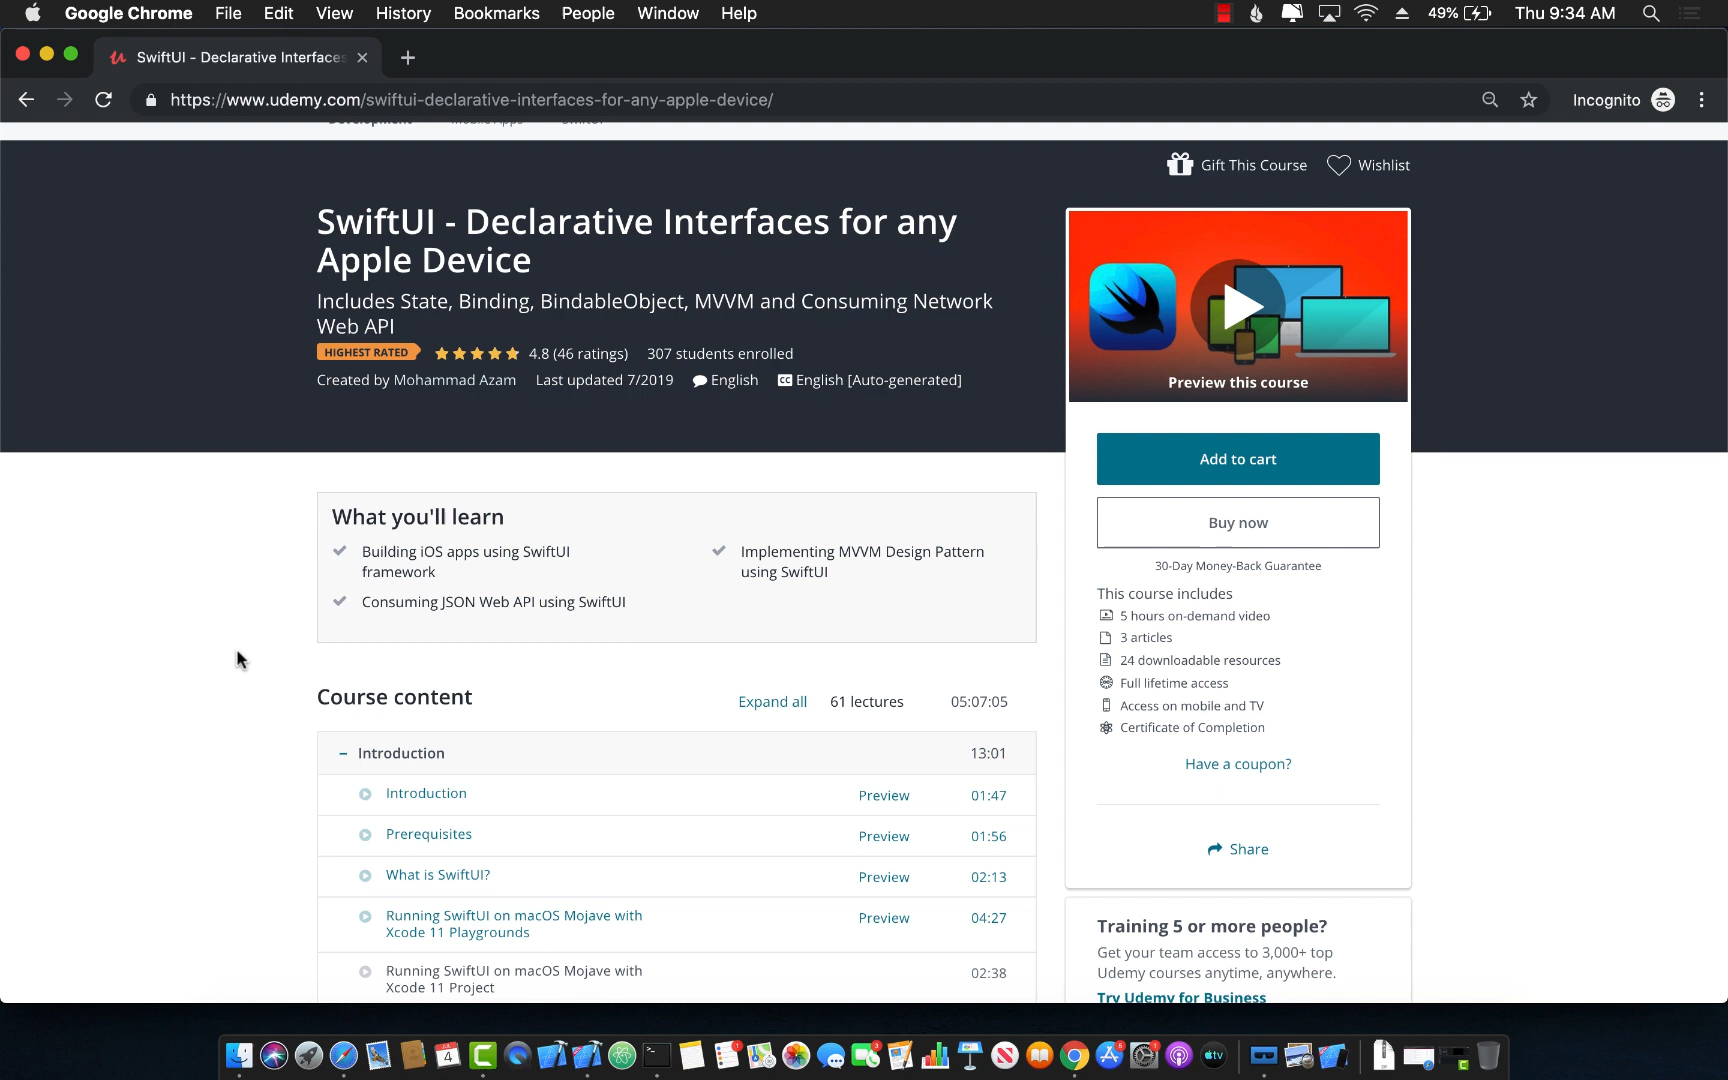 Google Chrome File Edit View History Bookmarks People Window Help 49% Thu 9:34 AM
SwiftUI - Declarative Interfaces
https://www.udemy.com/swiftui-declarative-interfaces-for-any-apple-device/ Incognito
Gift This Course Wishlist
SwiftUI - Declarative Interfaces for any
Apple Device
Includes State, Binding, BindableObject, MVVM and Consuming Network
Web API
HIGHEST RATED 4.8 (46 ratings) 307 students enrolled
Created by Mohammad Azam Last updated 7/2019 English CC English [Auto-generated]
Preview this course
Add to cart
Buy now
30-Day Money-Back Guarantee
This course includes
5 hours on-demand video
3 articles
24 downloadable resources
Full lifetime access
Access on mobile and TV
Certificate of Completion
Have a coupon?
Share
Training 5 or more people?
Get your team access to 3,000+ top
Udemy courses anytime, anywhere.
Try Udemy for Business
What you'll learn
Building iOS apps using SwiftUI
framework
Consuming JSON Web API using SwiftUI
Implementing MVVM Design Pattern
using SwiftUI
Course content Expand all 61 lectures 05:07:05
Introduction 13:01
Introduction Preview 01:47
Prerequisites Preview 01:56
What is SwiftUI? Preview 02:13
Running SwiftUI on macOS Mojave with
Xcode 11 Playgrounds Preview 04:27
Running SwiftUI on macOS Mojave with
Xcode 11 Project 02:38
4
tv